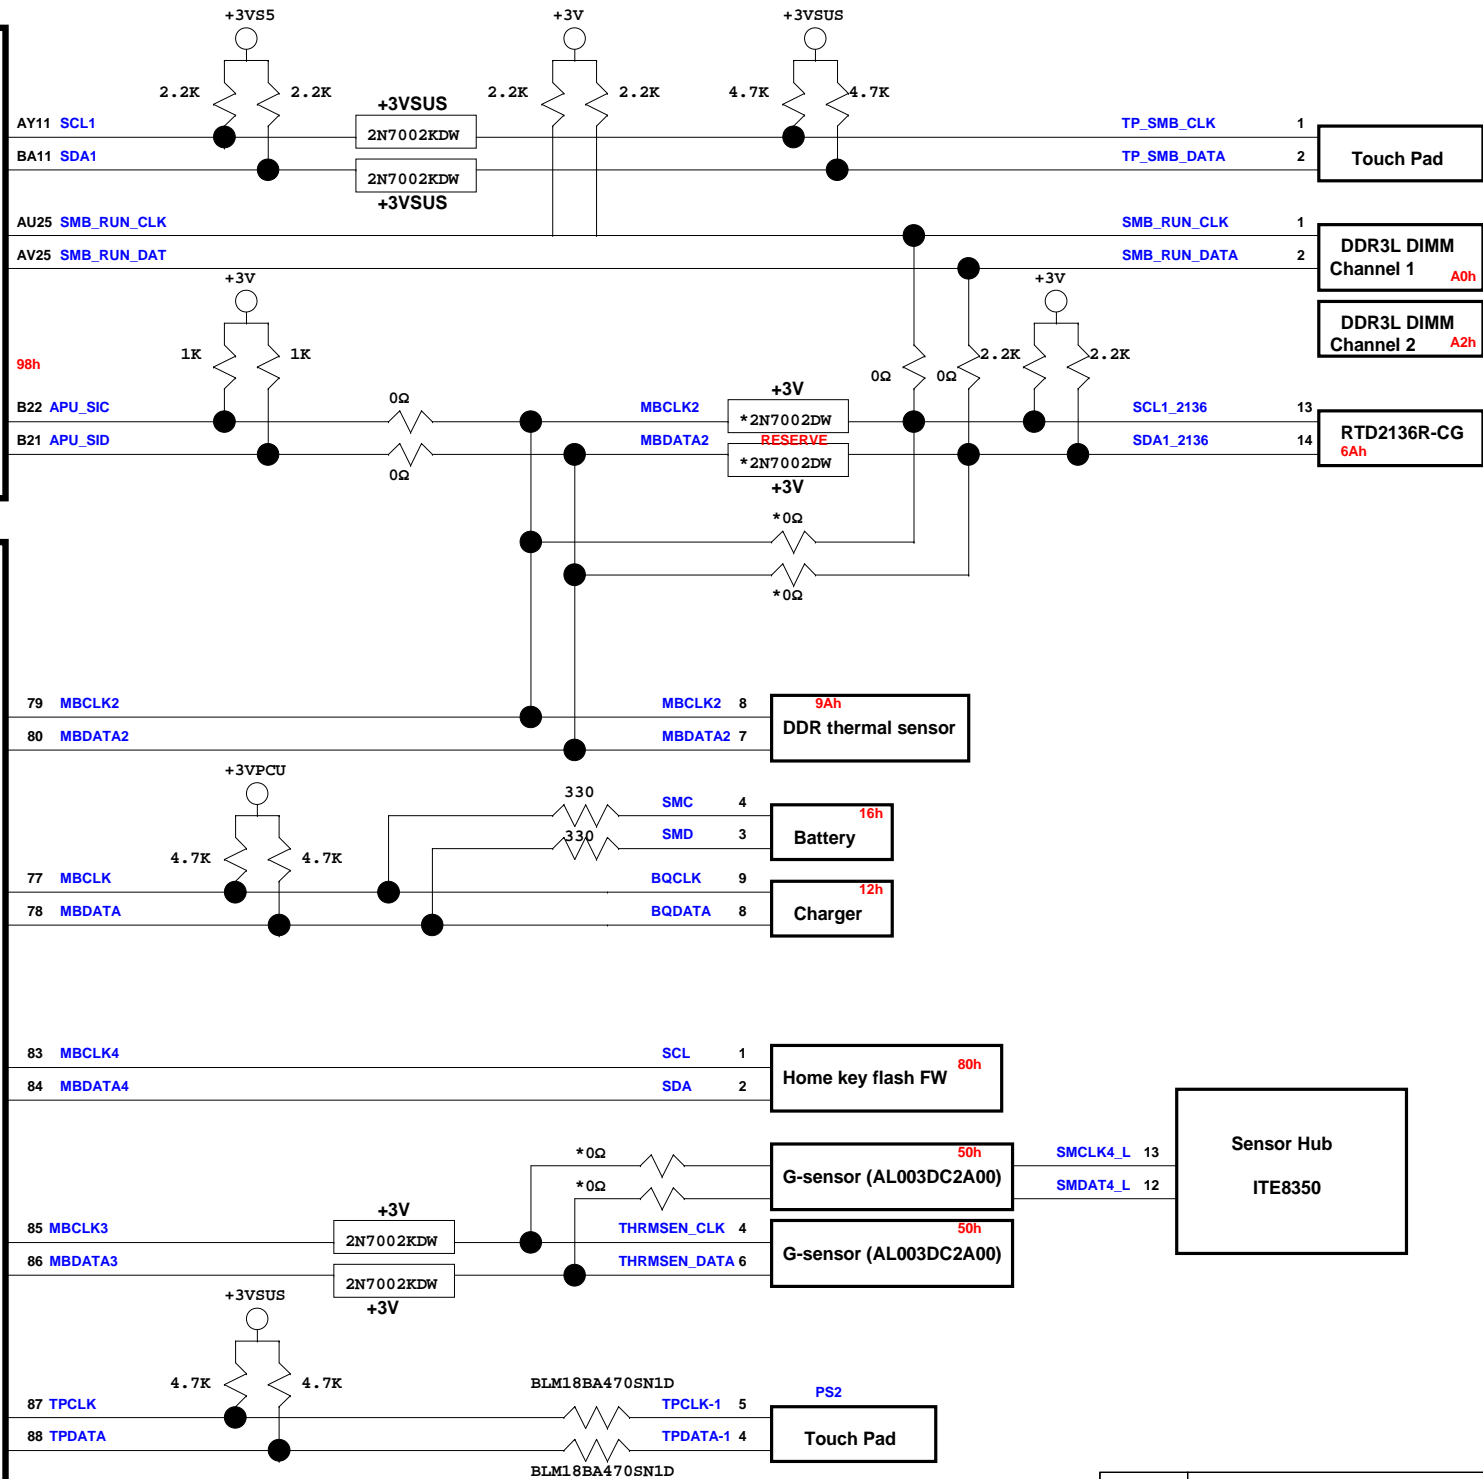 +3VS5 +3V +3VSUS
2.2K 2.2K 2.2K 2.2K 4.7K 4.7K
+3VSUS
AY11 SCL1 2N7002KDW TP_SMB_CLK 1
BA11 SDA1 2N7002KDW TP_SMB_DATA 2 Touch Pad
+3VSUS
AU25 SMB_RUN_CLK SMB_RUN_CLK 1
AV25 SMB_RUN_DAT SMB_RUN_DATA 2
DDR3L DIMM
Channel 1 A0h
+3V +3V
DDR3L DIMM
Channel 2 A2h
98h 1K 1K 0Ω 0Ω 2.2K 2.2K
0Ω +3V
B22 APU_SIC MBCLK2 *2N7002DW SCL1_2136 13
B21 APU_SID MBDATA2 RESERVE SDA1_2136 14
RTD2136R-CG
6Ah
*2N7002DW
0Ω +3V
*0Ω
*0Ω
79 MBCLK2 MBCLK2 8
80 MBDATA2 MBDATA2 7
9Ah
DDR thermal sensor
+3VPCU
4.7K 4.7K
330 SMC 4
330 SMD 3
16h
Battery
77 MBCLK BQCLK 9
78 MBDATA BQDATA 8
12h
Charger
83 MBCLK4 SCL 1
84 MBDATA4 SDA 2
Home key flash FW 80h
*0Ω
*0Ω
50h
G-sensor (AL003DC2A00)
SMCLK4_L 13
SMDAT4_L 12
Sensor Hub
ITE8350
+3V
85 MBCLK3 2N7002KDW THRMSEN_CLK 4
86 MBDATA3 2N7002KDW THRMSEN_DATA 6
+3V
50h
G-sensor (AL003DC2A00)
+3VSUS
4.7K 4.7K
BLM18BA470SN1D
PS2
87 TPCLK TPCLK-1 5
88 TPDATA TPDATA-1 4
Touch Pad
BLM18BA470SN1D